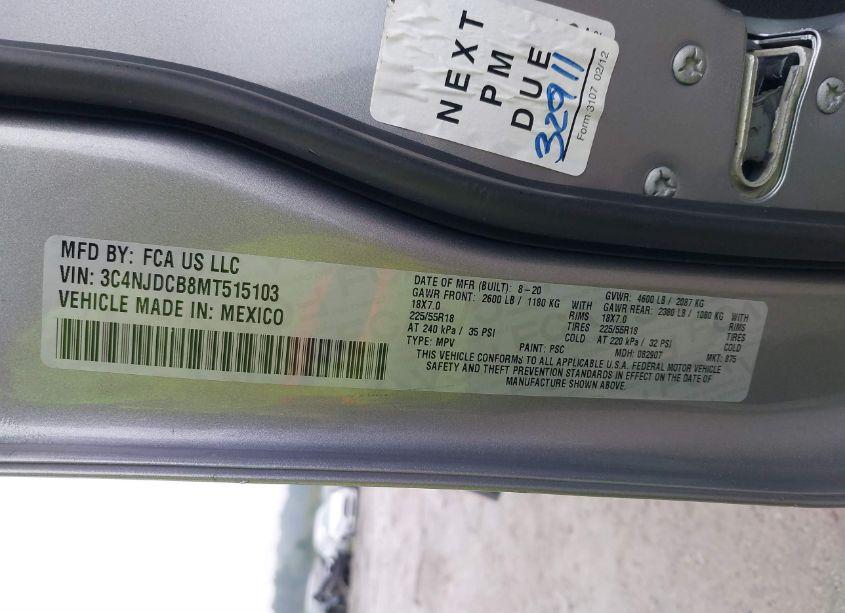 NEXT
PM
DUE
32911
Form 3107 02/12
MFD BY: FCA US LLC
VIN: 3C4NJDCB8MT515103
VEHICLE MADE IN: MEXICO
DATE OF MFR (BUILT): 8-20 GVWR: 4600 LB / 2087 KG
GAWR FRONT: 2600 LB / 1180 KG WITH GAWR REAR: 2380 LB / 1080 KG WITH
18X7.0 RIMS 18X7.0 RIMS
225/55R18 TIRES 225/55R18 TIRES
AT 240 kPa / 35 PSI COLD AT 220 kPa / 32 PSI COLD
TYPE: MPV PAINT: PSC MDH: 082907 MKT: 875
THIS VEHICLE CONFORMS TO ALL APPLICABLE U.S.A. FEDERAL MOTOR VEHICLE
SAFETY AND THEFT PREVENTION STANDARDS IN EFFECT ON THE DATE OF
MANUFACTURE SHOWN ABOVE.